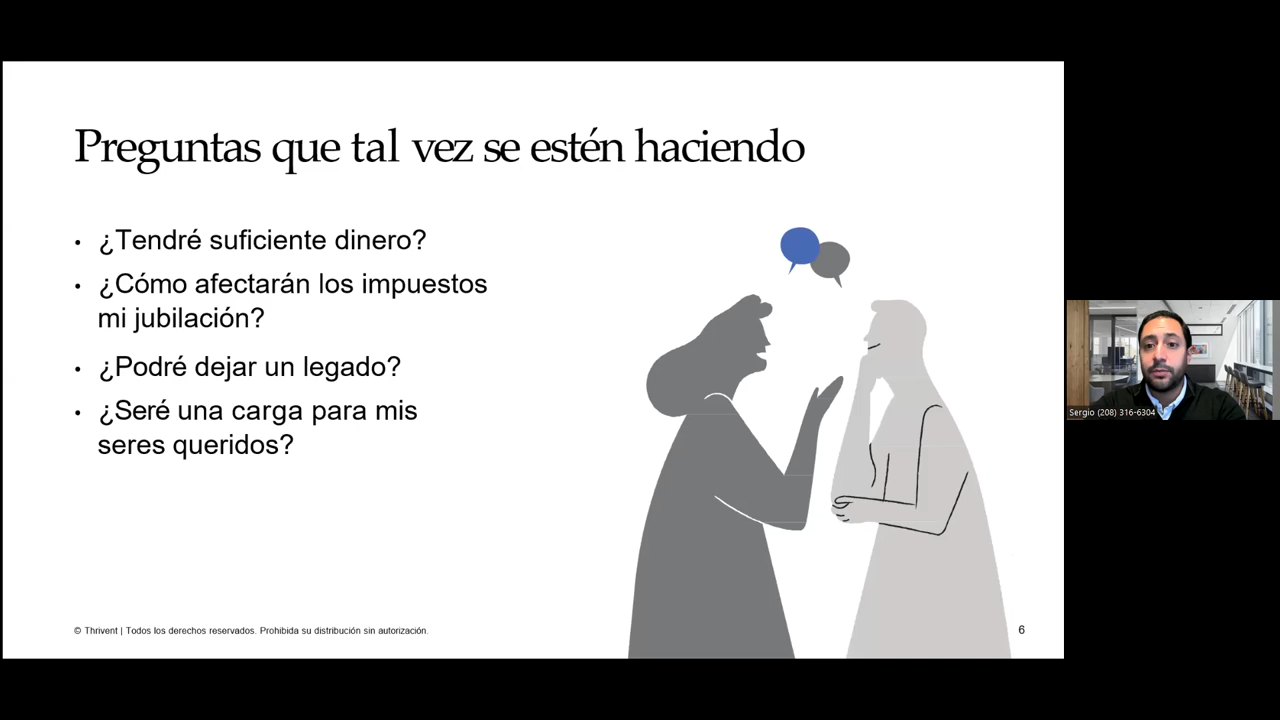 Preguntas que tal vez se estén haciendo
• ¿Tendré suficiente dinero?
• ¿Cómo afectarán los impuestos
mi jubilación?
• ¿Podré dejar un legado?
• ¿Seré una carga para mis
seres queridos?
© Thrivent | Todos los derechos reservados. Prohibida su distribución sin autorización.
6
Sergio (208) 316-6304